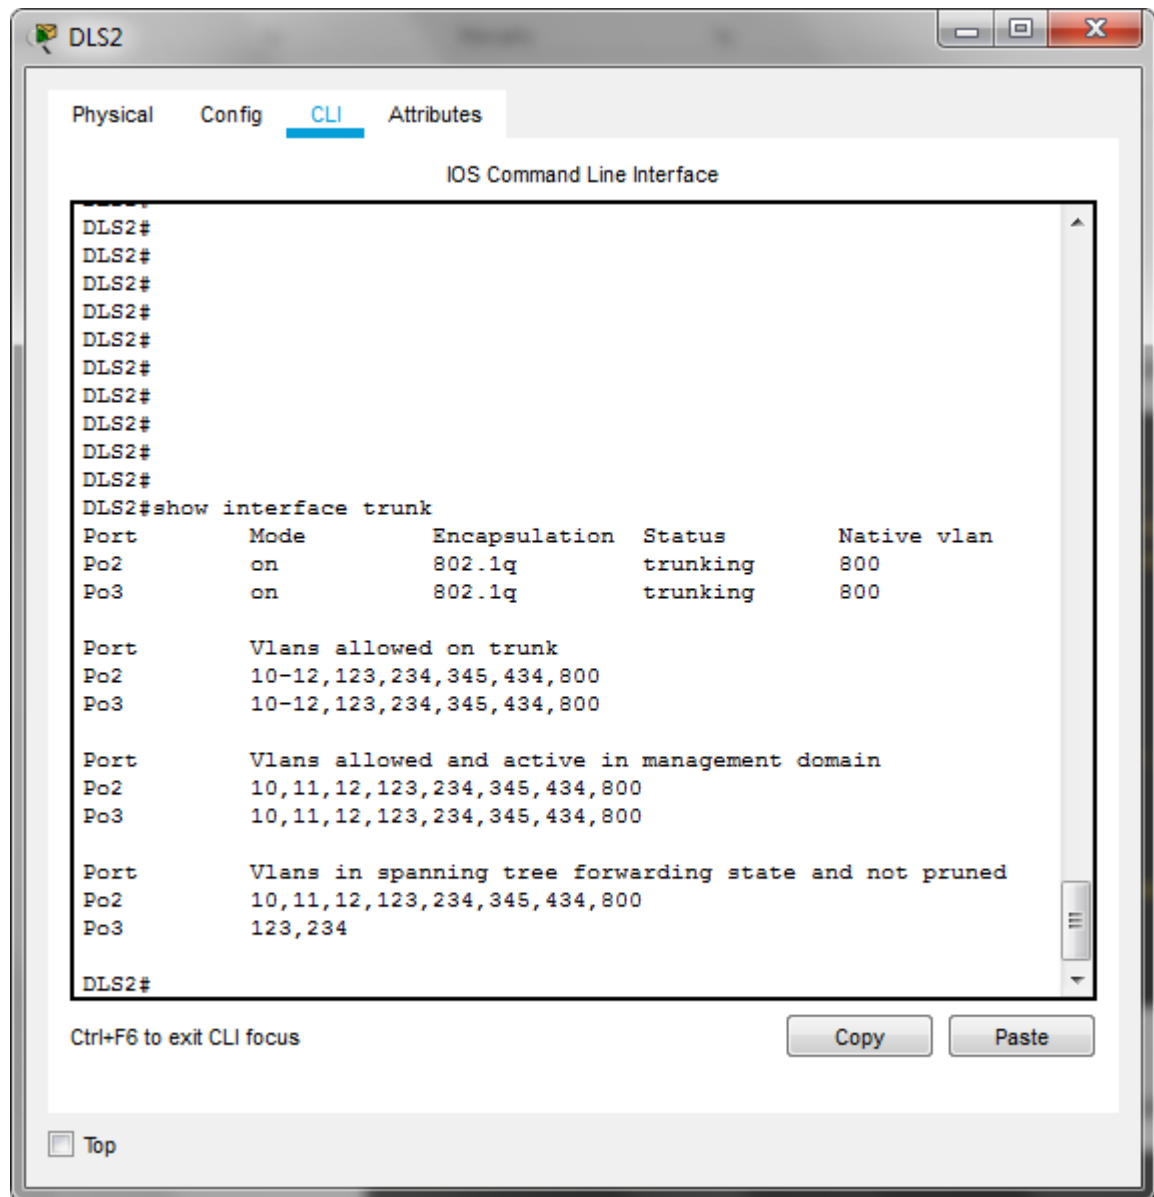 DLS2
Physical Config CLI Attributes
IOS Command Line Interface
DLS2#
DLS2#
DLS2#
DLS2#
DLS2#
DLS2#
DLS2#
DLS2#
DLS2#
DLS2#
DLS2#show interface trunk
Port        Mode         Encapsulation  Status        Native vlan
Po2         on           802.1q         trunking      800
Po3         on           802.1q         trunking      800
Port        Vlans allowed on trunk
Po2         10-12,123,234,345,434,800
Po3         10-12,123,234,345,434,800
Port        Vlans allowed and active in management domain
Po2         10,11,12,123,234,345,434,800
Po3         10,11,12,123,234,345,434,800
Port        Vlans in spanning tree forwarding state and not pruned
Po2         10,11,12,123,234,345,434,800
Po3         123,234
DLS2#
Ctrl+F6 to exit CLI focus
Copy Paste
Top